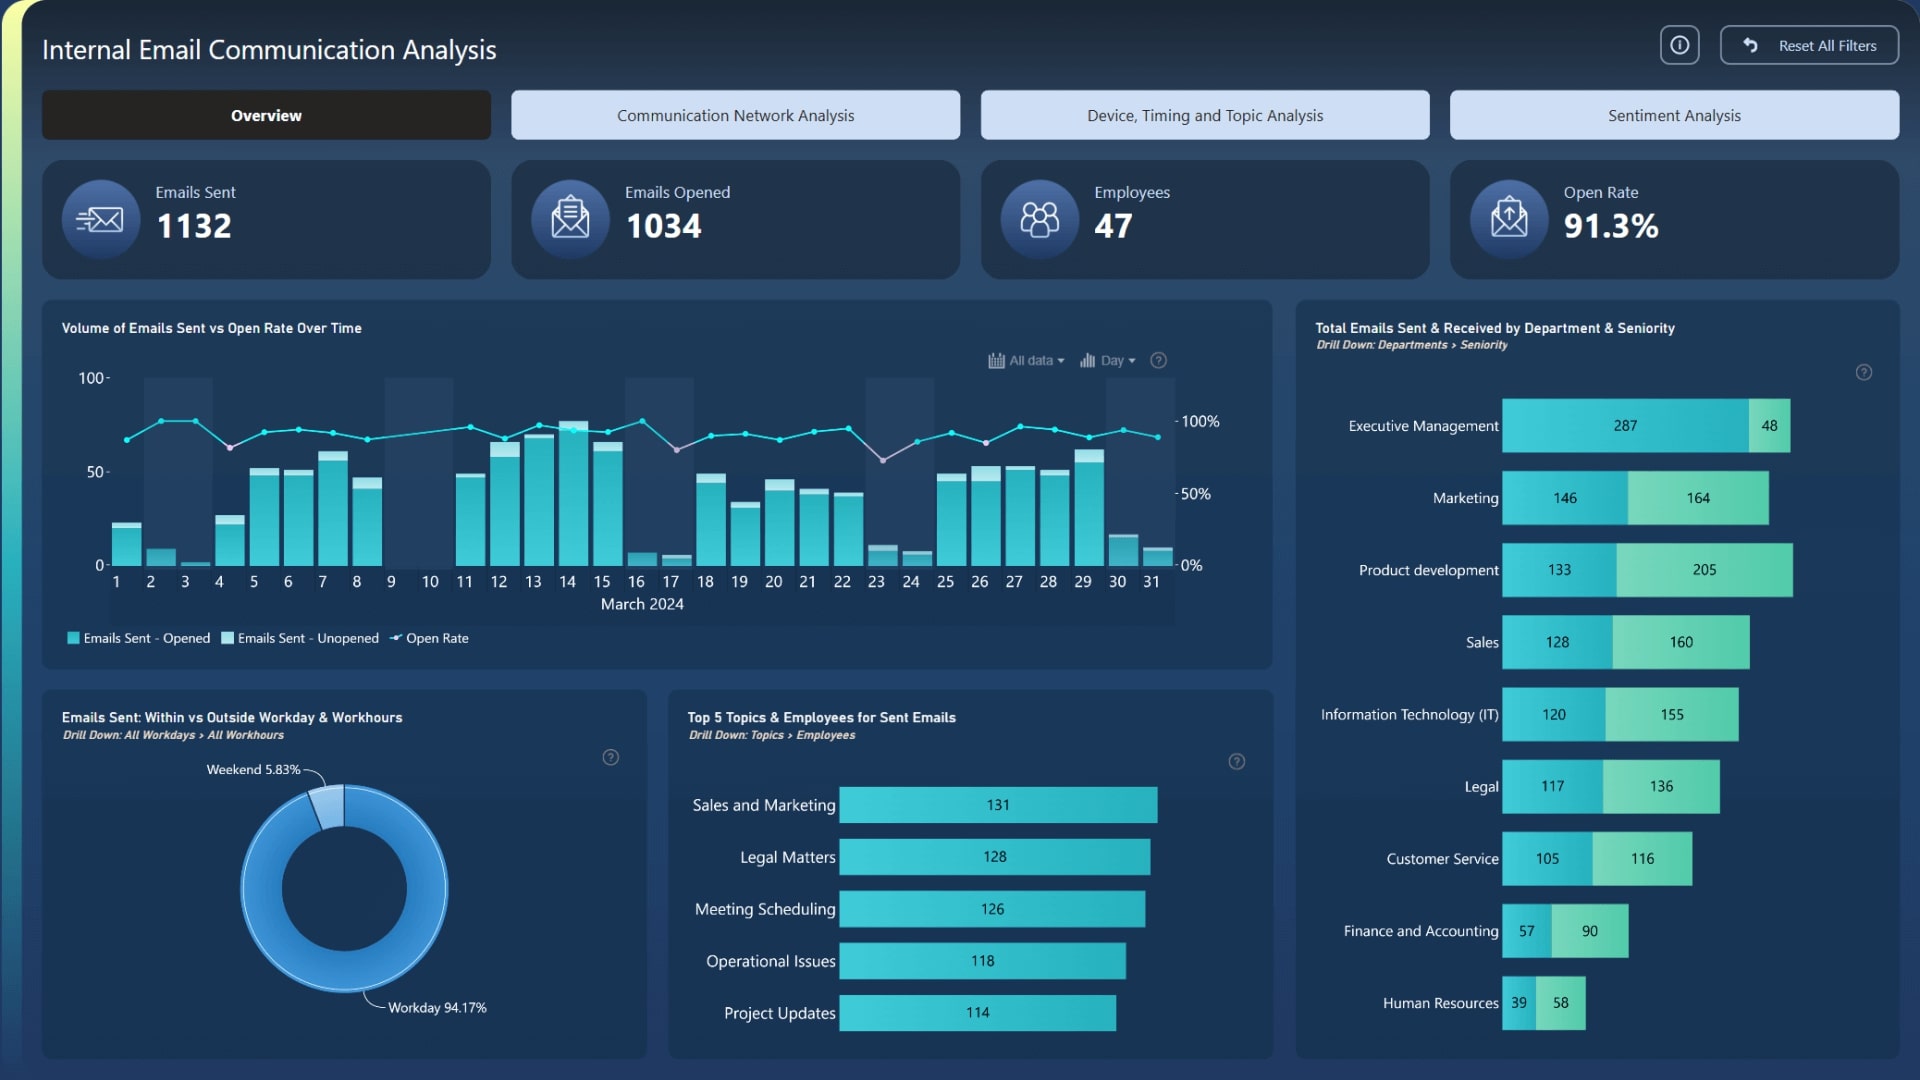 Internal Email Communication Analysis
Reset All Filters
Overview
Communication Network Analysis
Device, Timing and Topic Analysis
Sentiment Analysis
Emails Sent
1132
Emails Opened
1034
Employees
47
Open Rate
91.3%
Volume of Emails Sent vs Open Rate Over Time
All data
Day
?
100
50
0
100%
50%
0%
1 2 3 4 5 6 7 8 9 10 11 12 13 14 15 16 17 18 19 20 21 22 23 24 25 26 27 28 29 30 31
March 2024
Emails Sent - Opened
Emails Sent - Unopened
Open Rate
Emails Sent: Within vs Outside Workday & Workhours
Drill Down: All Workdays > All Workhours
?
Weekend 5.83%
Workday 94.17%
Top 5 Topics & Employees for Sent Emails
Drill Down: Topics > Employees
?
Sales and Marketing 131
Legal Matters 128
Meeting Scheduling 126
Operational Issues 118
Project Updates 114
Total Emails Sent & Received by Department & Seniority
Drill Down: Departments > Seniority
?
Executive Management 287 48
Marketing 146 164
Product development 133 205
Sales 128 160
Information Technology (IT) 120 155
Legal 117 136
Customer Service 105 116
Finance and Accounting 57 90
Human Resources 39 58